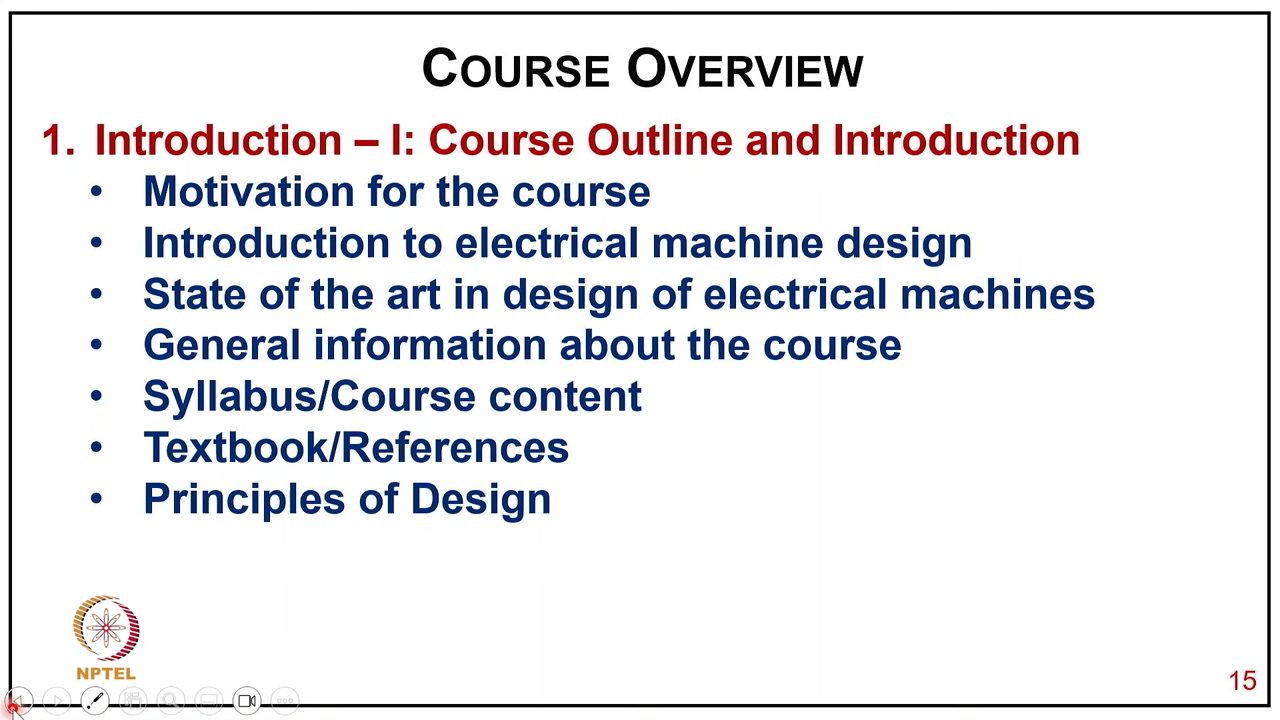 COURSE OVERVIEW
1. Introduction – I: Course Outline and Introduction
• Motivation for the course
• Introduction to electrical machine design
• State of the art in design of electrical machines
• General information about the course
• Syllabus/Course content
• Textbook/References
• Principles of Design
NPTEL
15